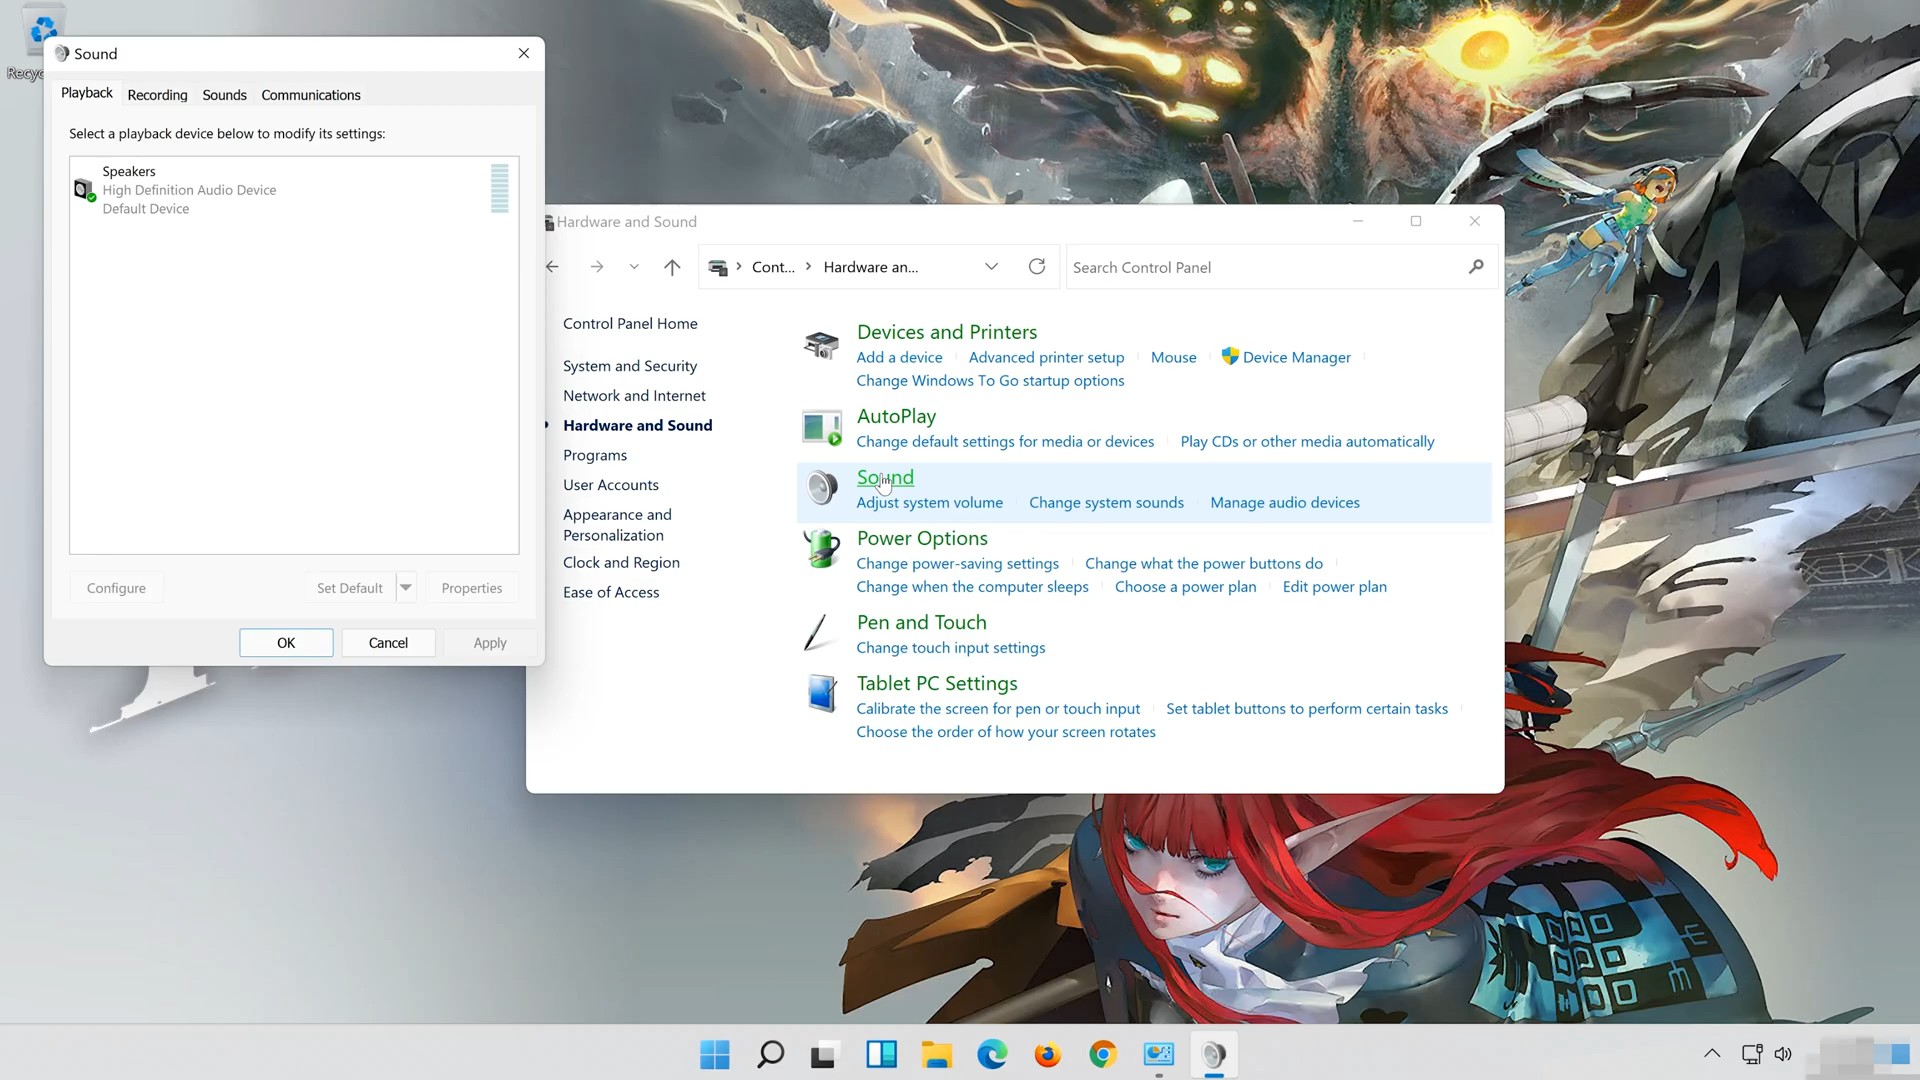 Recyc
Sound
Playback Recording Sounds Communications
Select a playback device below to modify its settings:
Speakers
High Definition Audio Device
Default Device
Configure Set Default Properties
OK Cancel Apply
Hardware and Sound
Cont... Hardware an... Search Control Panel
Control Panel Home
System and Security
Network and Internet
Hardware and Sound
Programs
User Accounts
Appearance and
Personalization
Clock and Region
Ease of Access
Devices and Printers
Add a device Advanced printer setup Mouse Device Manager
Change Windows To Go startup options
AutoPlay
Change default settings for media or devices Play CDs or other media automatically
Sound
Adjust system volume Change system sounds Manage audio devices
Power Options
Change power-saving settings Change what the power buttons do
Change when the computer sleeps Choose a power plan Edit power plan
Pen and Touch
Change touch input settings
Tablet PC Settings
Calibrate the screen for pen or touch input Set tablet buttons to perform certain tasks
Choose the order of how your screen rotates